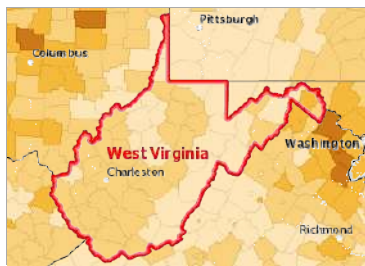 Pittsburgh
Columbus
West Virginia
Washington
Charleston
Richmond